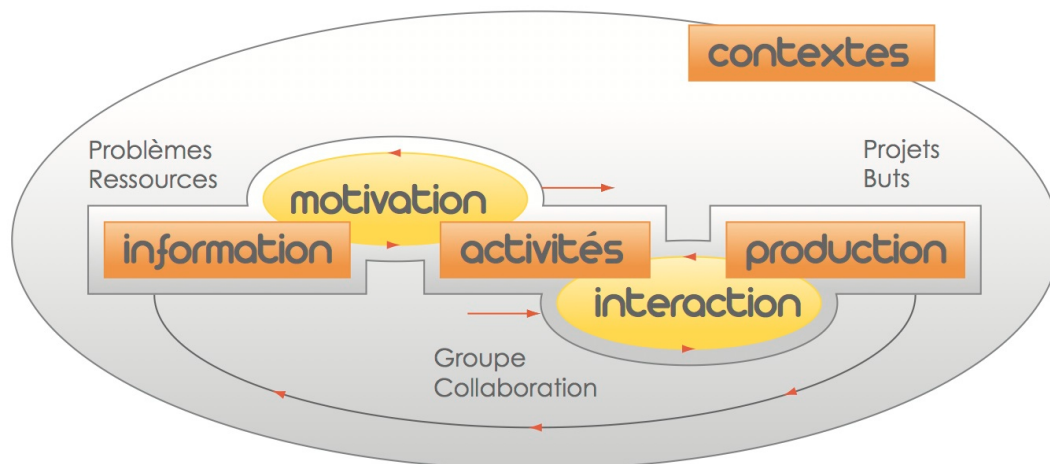 contextes
Problèmes
Ressources
Projets
Buts
motivation
information
activités
production
interaction
Groupe
Collaboration